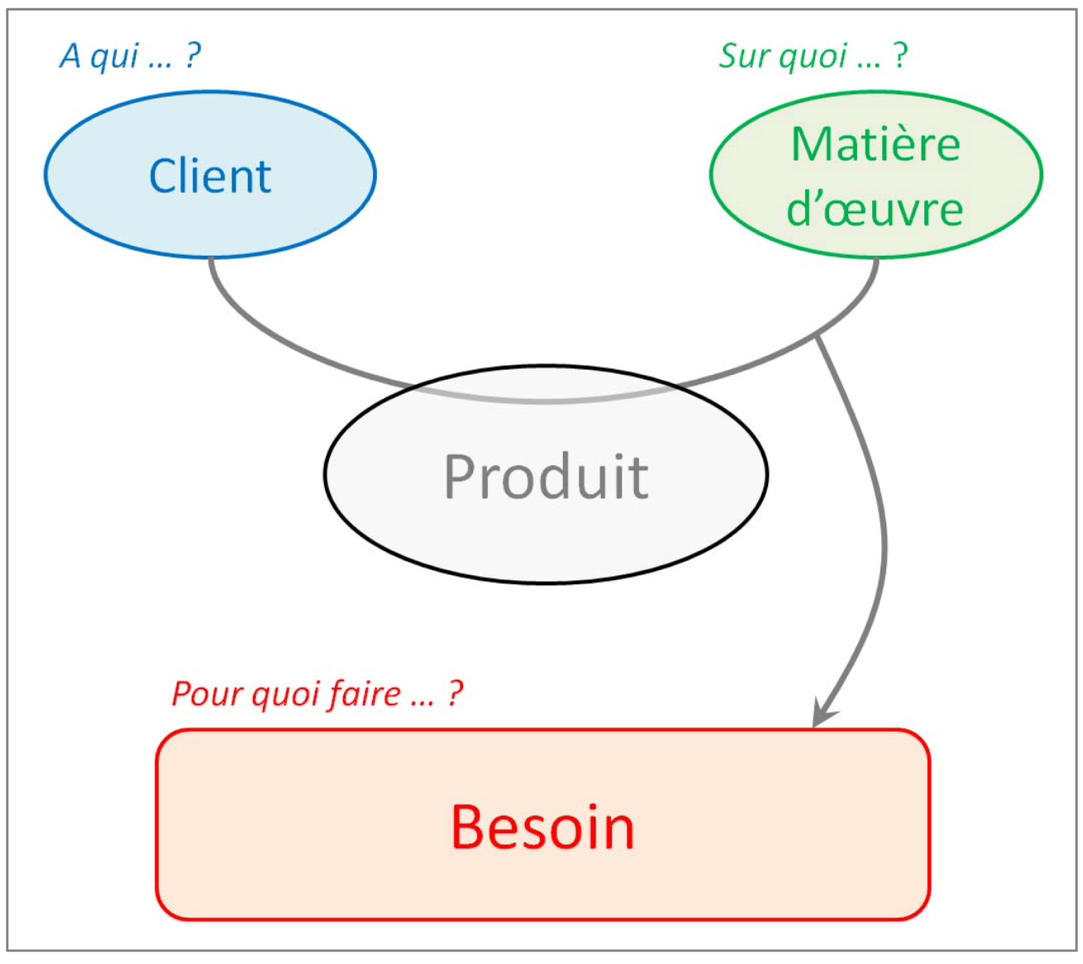 A qui ... ?
Sur quoi ... ?
Client
Matière
d’œuvre
Produit
Pour quoi faire ... ?
Besoin